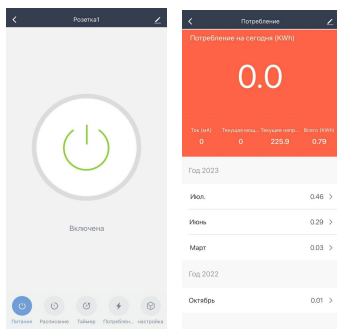 Розетка1
Включена
Питание Расписание Таймер Потреблен... настройка
Потребление
Потребление на сегодня (KWh)
0.0
Ток (мА) Текущая мощ... Текущее напр... Всего (KWh)
0 0 225.9 0.79
Год 2023
Июл. 0.46
Июнь 0.29
Март 0.03
Год 2022
Октябрь 0.01